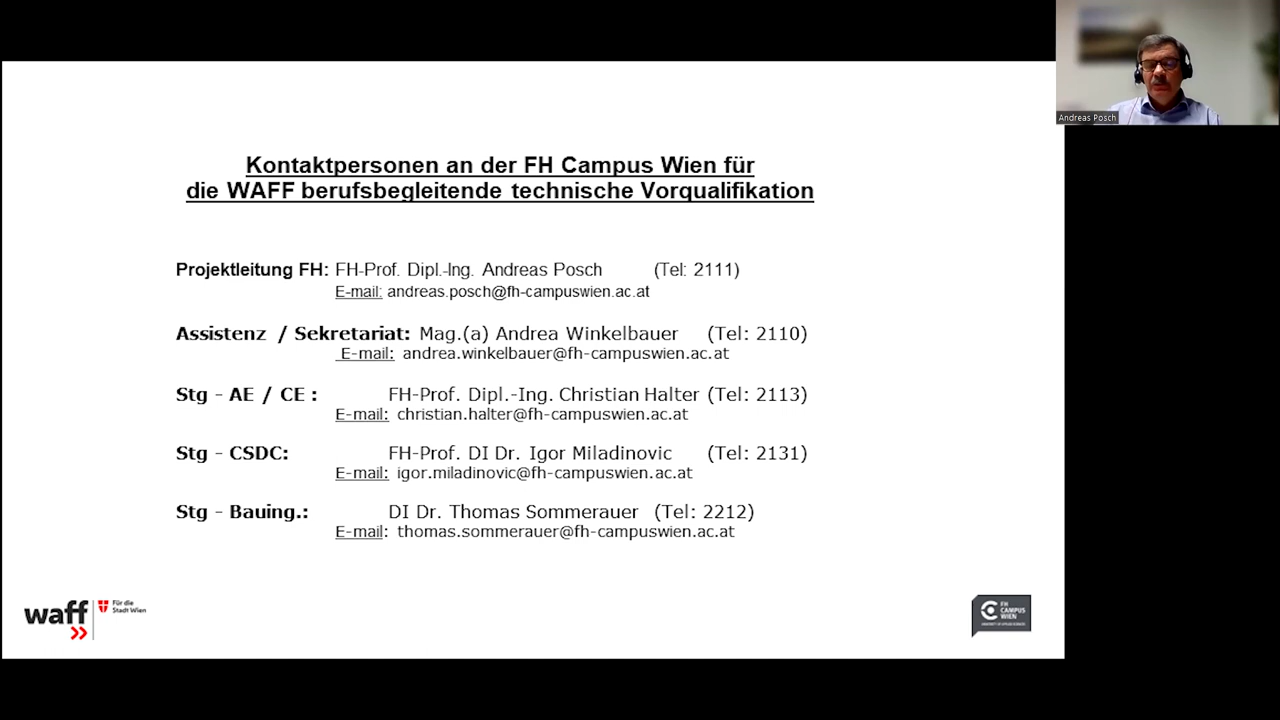 Andreas Posch
Kontaktpersonen an der FH Campus Wien für
die WAFF berufsbegleitende technische Vorqualifikation
Projektleitung FH: FH-Prof. Dipl.-Ing. Andreas Posch (Tel: 2111)
E-mail: andreas.posch@fh-campuswien.ac.at
Assistenz / Sekretariat: Mag.(a) Andrea Winkelbauer (Tel: 2110)
E-mail: andrea.winkelbauer@fh-campuswien.ac.at
Stg - AE / CE : FH-Prof. Dipl.-Ing. Christian Halter (Tel: 2113)
E-mail: christian.halter@fh-campuswien.ac.at
Stg - CSDC: FH-Prof. DI Dr. Igor Miladinovic (Tel: 2131)
E-mail: igor.miladinovic@fh-campuswien.ac.at
Stg - Bauing.: DI Dr. Thomas Sommerauer (Tel: 2212)
E-mail: thomas.sommerauer@fh-campuswien.ac.at
waff
Für die
Stadt Wien
FH
CAMPUS
WIEN
UNIVERSITY OF APPLIED SCIENCES